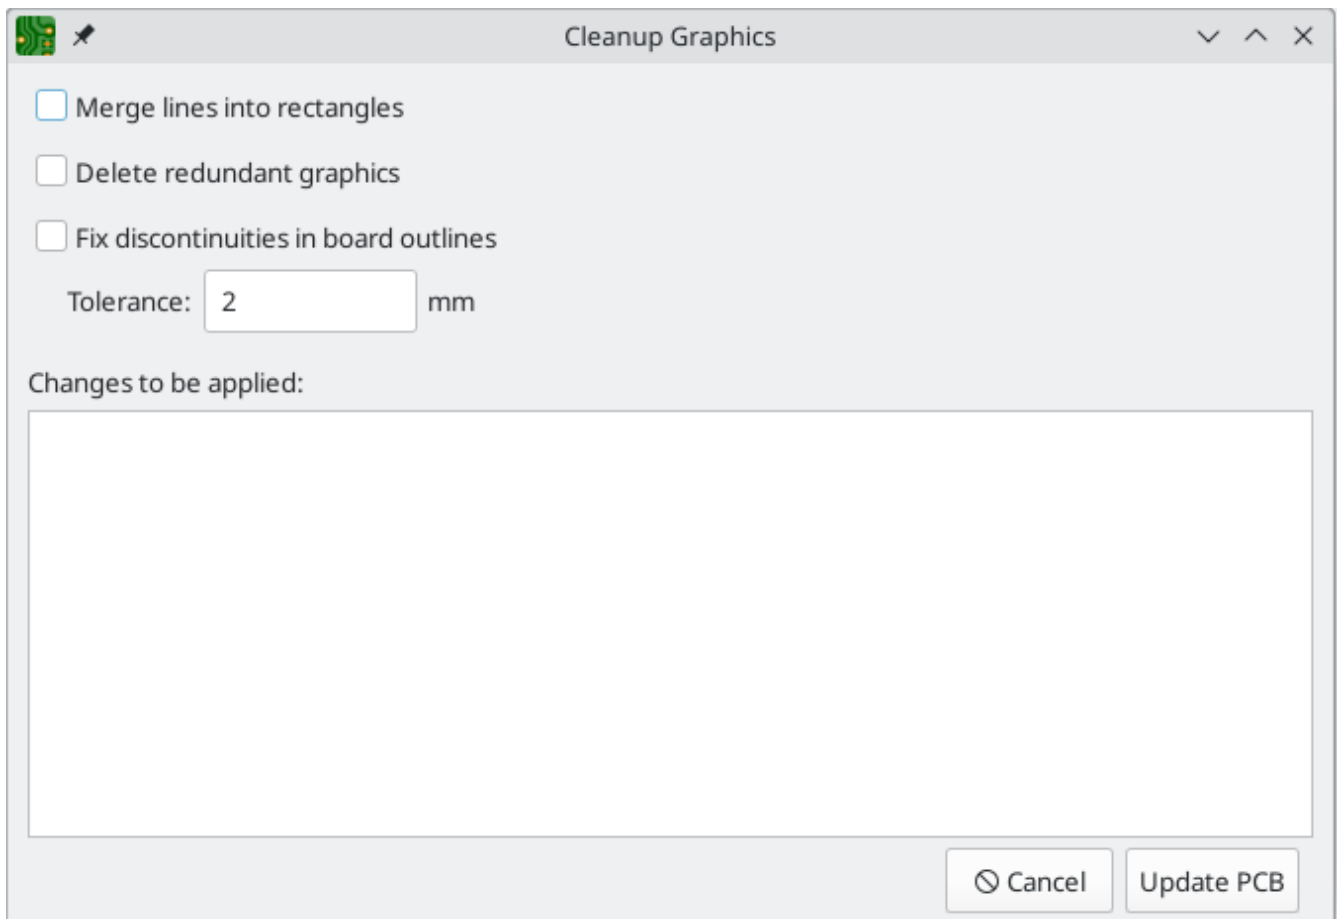 Cleanup Graphics
Merge lines into rectangles
Delete redundant graphics
Fix discontinuities in board outlines
Tolerance: 2 mm
Changes to be applied:
Cancel Update PCB